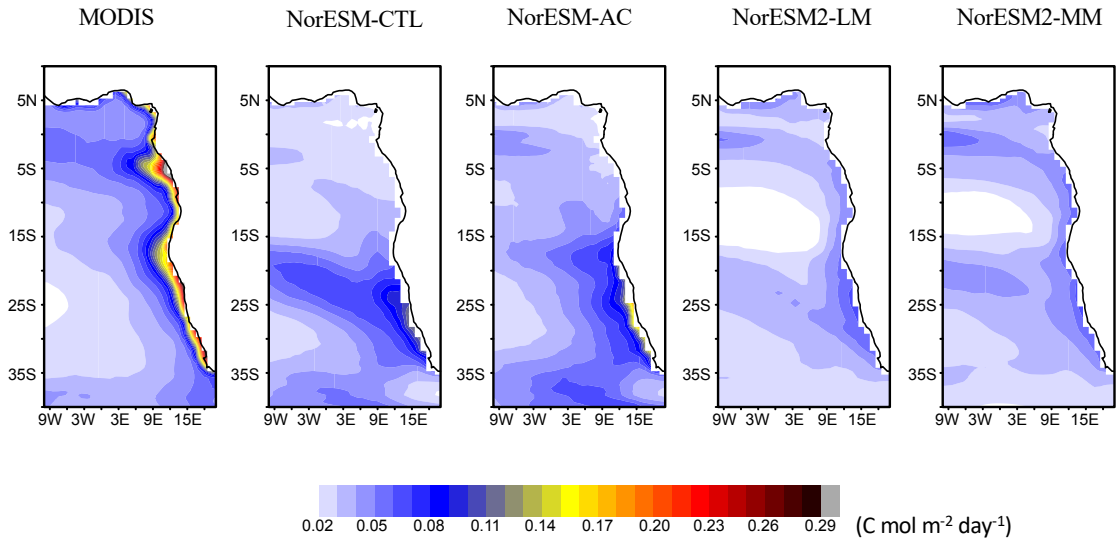 MODIS NorESM-CTL NorESM-AC NorESM2-LM NorESM2-MM
5N 5N 5N 5N 5N
5S 5S 5S 5S 5S
15S 15S 15S 15S 15S
25S 25S 25S 25S 25S
35S 35S 35S 35S 35S
9W 3W 3E 9E 15E 9W 3W 3E 9E 15E 9W 3W 3E 9E 15E 9W 3W 3E 9E 15E 9W 3W 3E 9E 15E
0.02 0.05 0.08 0.11 0.14 0.17 0.20 0.23 0.26 0.29 (C mol m⁻² day⁻¹)